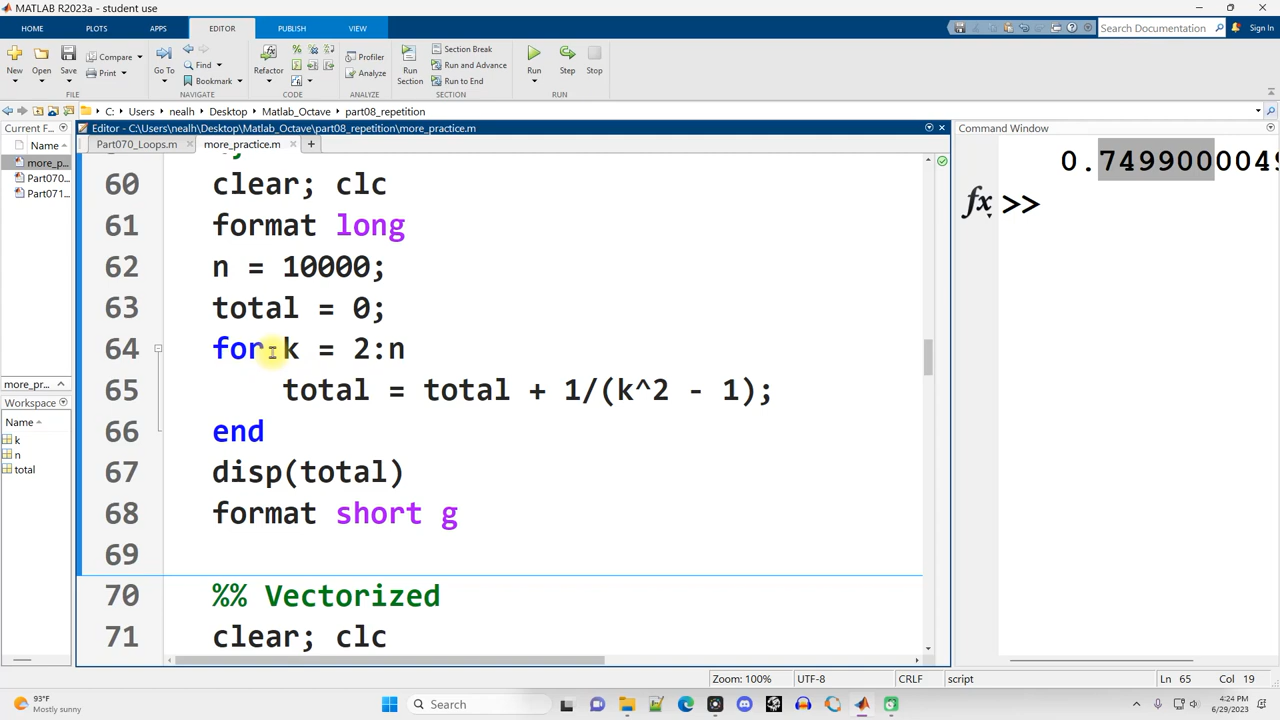 MATLAB R2023a - student use
HOME PLOTS APPS EDITOR PUBLISH VIEW
Search Documentation
Sign In
New Open Save
Compare
Print
Go To
Find
Bookmark
Refactor
Profiler
Analyze
Run Section
Section Break
Run and Advance
Run to End
Run Step Stop
FILE NAVIGATE CODE ANALYZE SECTION RUN
C: Users nealh Desktop Matlab_Octave part08_repetition
Current F
Name
more_p...
Part070...
Part071...
more_pr...
Workspace
Name
k
n
total
Editor - C:\Users\nealh\Desktop\Matlab_Octave\part08_repetition\more_practice.m
Part070_Loops.m more_practice.m
60 clear; clc
61 format long
62 n = 10000;
63 total = 0;
64 for k = 2:n
65 total = total + 1/(k^2 - 1);
66 end
67 disp(total)
68 format short g
69
70 %% Vectorized
71 clear; clc
Command Window
0.749900004
fx >>
Zoom: 100% UTF-8 CRLF script Ln 65 Col 19
93°F
Mostly sunny
Search
4:24 PM
6/29/2023